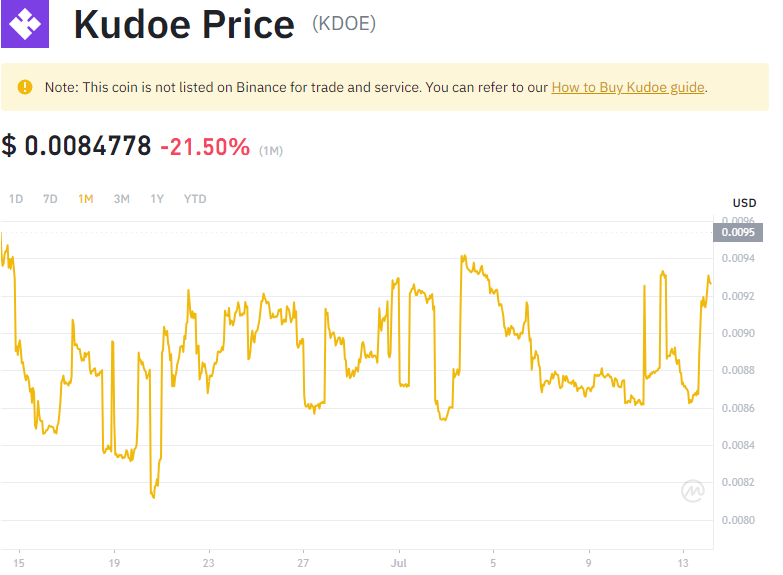 Kudoe Price (KDOE)
Note: This coin is not listed on Binance for trade and service. You can refer to our How to Buy Kudoe guide.
$ 0.0084778 -21.50% (1M)
1D 7D 1M 3M 1Y YTD
USD
0.0096
0.0095
0.0094
0.0092
0.0090
0.0088
0.0086
0.0084
0.0082
0.0080
15 19 23 27 Jul 5 9 13